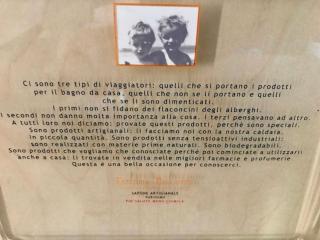 Ci sono tre tipi di viaggiatori: quelli che si portano i prodotti
per il bagno da casa, quelli che non se li portano e quelli
che se li sono dimenticati.
I primi non si fidano dei flaconcini degli alberghi.
I secondi non danno molta importanza alla cosa. I terzi pensavano ad altro.
A tutti loro noi diciamo: provate questi prodotti, perchè sono speciali.
Sono prodotti artigianali: li facciamo noi con la nostra caldaia,
in piccola quantità. Sono prodotti senza tensioattivi industriali:
sono realizzati con materie prime naturali. Sono biodegradabili.
Sono prodotti che vogliamo che conosciate perchè poi cominciate a utilizzarli
anche a casa: li trovate in vendita nelle migliori farmacie e profumerie
Questa è una bella occasione per conoscerci.
SAPONE ARTIGIANALE